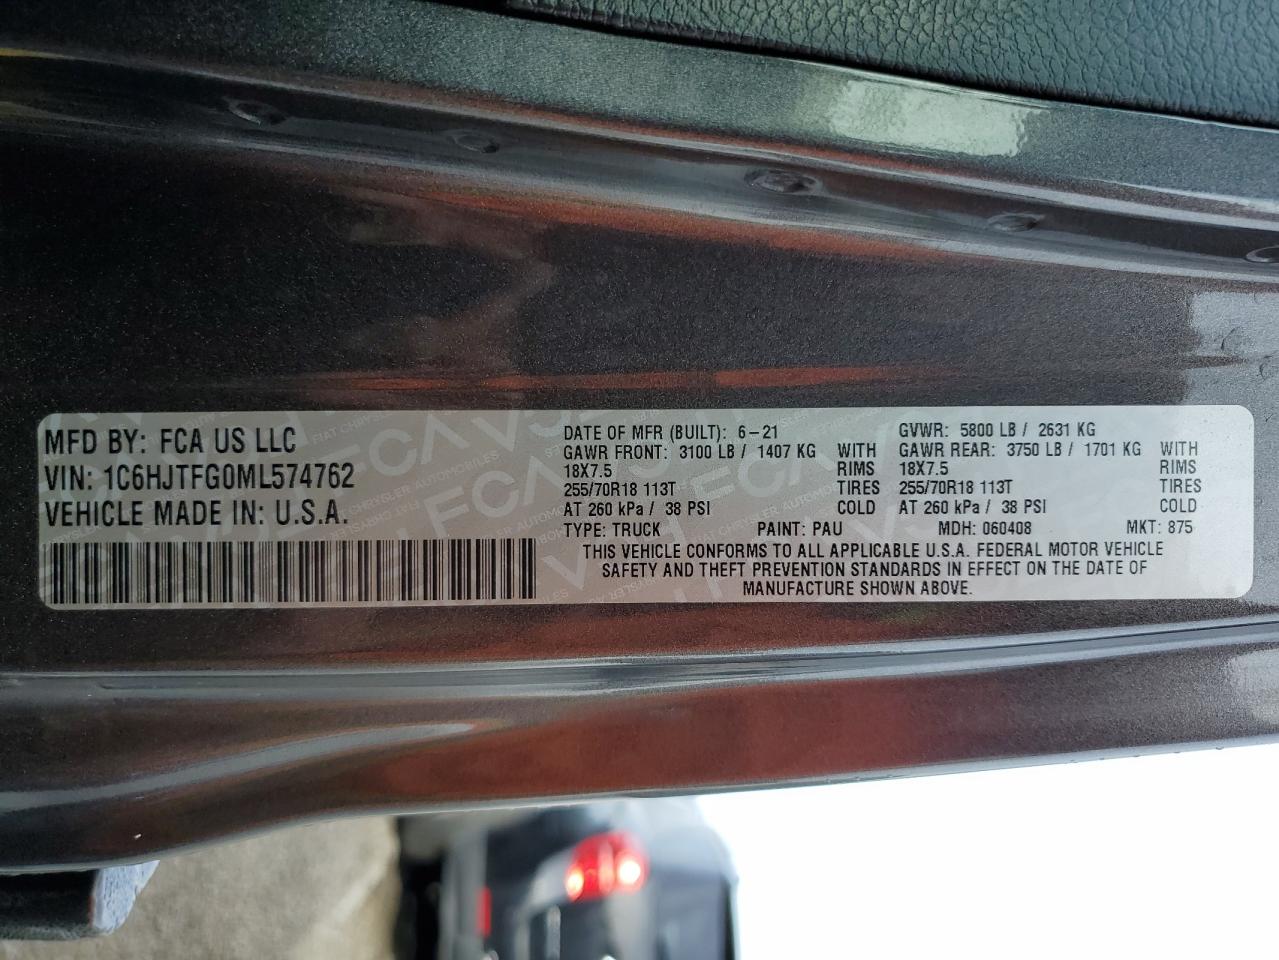 MFD BY: FCA US LLC
VIN: 1C6HJTFG0ML574762
VEHICLE MADE IN: U.S.A.
DATE OF MFR (BUILT): 6-21 GVWR: 5800 LB / 2631 KG
GAWR FRONT: 3100 LB / 1407 KG WITH GAWR REAR: 3750 LB / 1701 KG WITH
18X7.5 RIMS 18X7.5 RIMS
255/70R18 113T TIRES 255/70R18 113T TIRES
AT 260 kPa / 38 PSI COLD AT 260 kPa / 38 PSI COLD
TYPE: TRUCK PAINT: PAU MDH: 060408 MKT: 875
THIS VEHICLE CONFORMS TO ALL APPLICABLE U.S.A. FEDERAL MOTOR VEHICLE
SAFETY AND THEFT PREVENTION STANDARDS IN EFFECT ON THE DATE OF
MANUFACTURE SHOWN ABOVE.